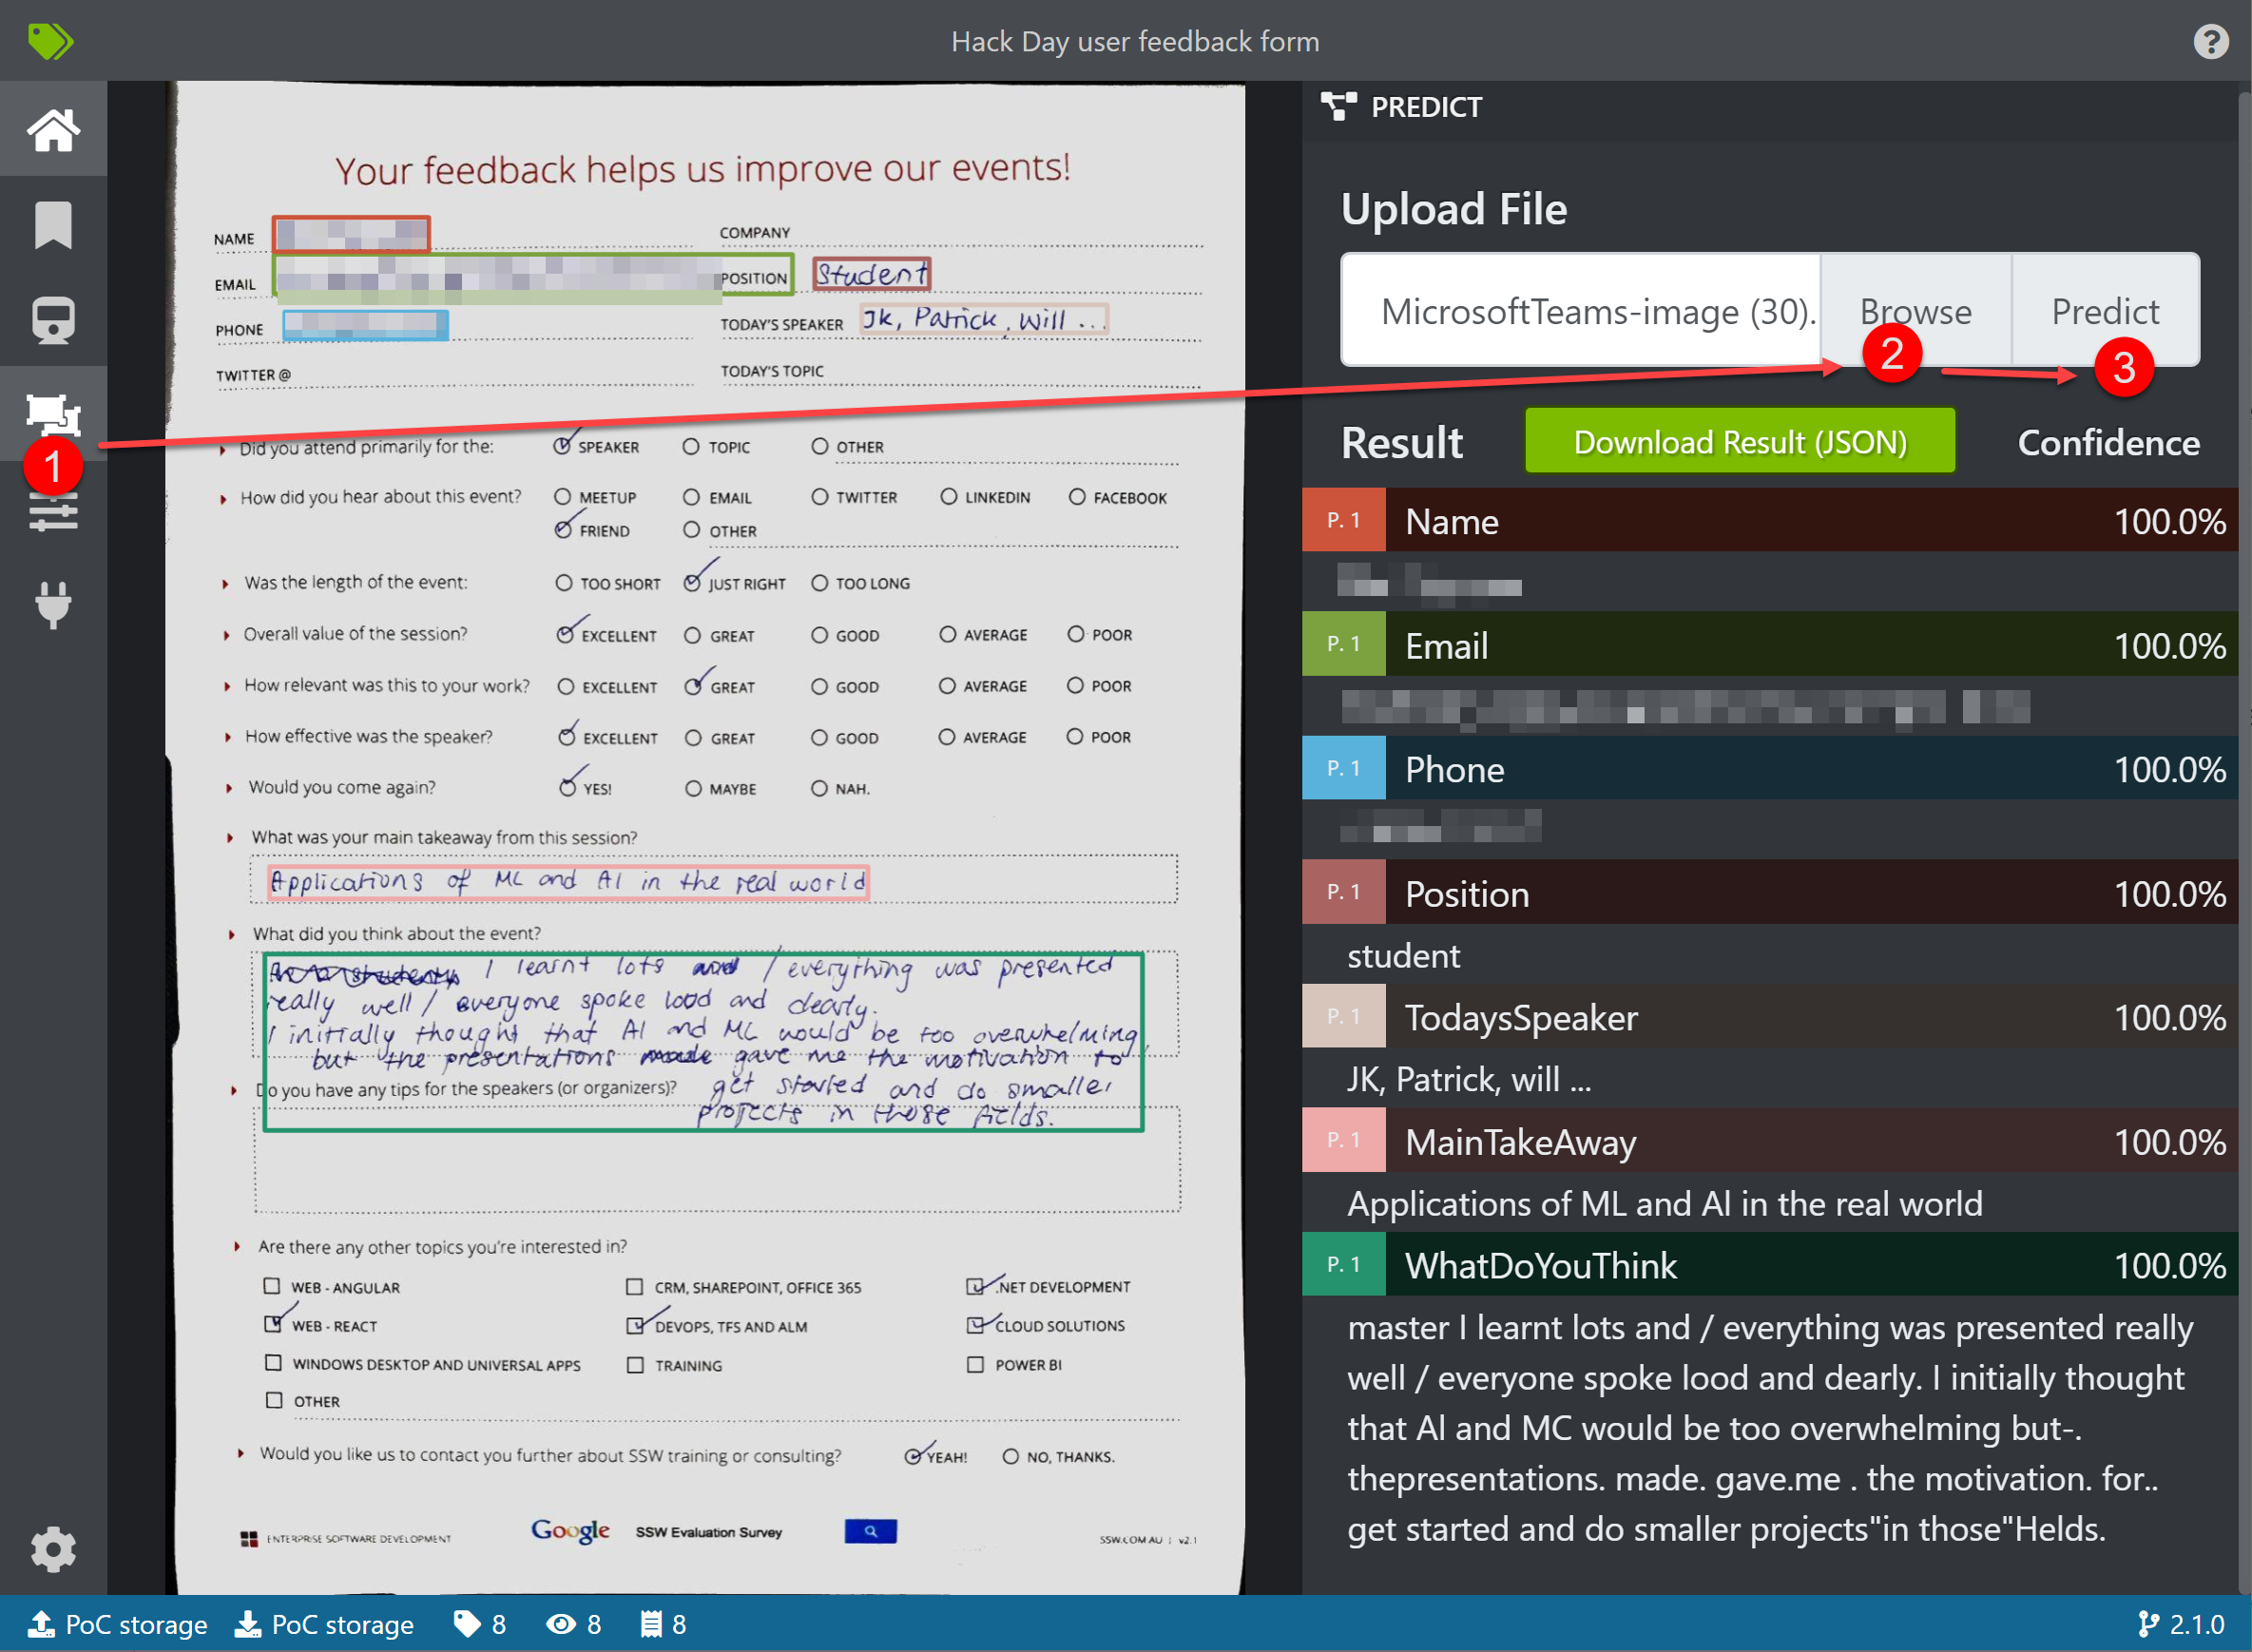 Hack Day user feedback form
?
Your feedback helps us improve our events!
NAME
COMPANY
EMAIL
POSITION Student
PHONE
TODAY'S SPEAKER Jk, Patrick, Will ...
TWITTER @
TODAY'S TOPIC
Did you attend primarily for the: SPEAKER TOPIC OTHER
How did you hear about this event? MEETUP EMAIL TWITTER LINKEDIN FACEBOOK
FRIEND OTHER
Was the length of the event: TOO SHORT JUST RIGHT TOO LONG
Overall value of the session? EXCELLENT GREAT GOOD AVERAGE POOR
How relevant was this to your work? EXCELLENT GREAT GOOD AVERAGE POOR
How effective was the speaker? EXCELLENT GREAT GOOD AVERAGE POOR
Would you come again? YES! MAYBE NAH.
What was your main takeaway from this session?
Applications of ML and AI in the real world
What did you think about the event?
I learnt lots and / everything was presented
really well / everyone spoke loud and clearly.
I initially thought that AI and ML would be too overwhelming,
but the presentations made gave me the motivation to
Do you have any tips for the speakers (or organizers)? get started and do smaller
projects in those fields.
Are there any other topics you're interested in?
WEB - ANGULAR CRM, SHAREPOINT, OFFICE 365 .NET DEVELOPMENT
WEB - REACT DEVOPS, TFS AND ALM CLOUD SOLUTIONS
WINDOWS DESKTOP AND UNIVERSAL APPS TRAINING POWER BI
OTHER
Would you like us to contact you further about SSW training or consulting? YEAH! NO, THANKS.
ENTERPRISE SOFTWARE DEVELOPMENT Google SSW Evaluation Survey SSW.COM.AU | v2.1
PREDICT
Upload File
MicrosoftTeams-image (30). Browse Predict
1
2
3
Result Download Result (JSON) Confidence
P. 1 Name 100.0%
P. 1 Email 100.0%
P. 1 Phone 100.0%
P. 1 Position 100.0%
student
P. 1 TodaysSpeaker 100.0%
JK, Patrick, will ...
P. 1 MainTakeAway 100.0%
Applications of ML and Al in the real world
P. 1 WhatDoYouThink 100.0%
master I learnt lots and / everything was presented really
well / everyone spoke lood and dearly. I initially thought
that Al and MC would be too overwhelming but-.
thepresentations. made. gave.me . the motivation. for..
get started and do smaller projects"in those"Helds.
PoC storage PoC storage 8 8 8 2.1.0